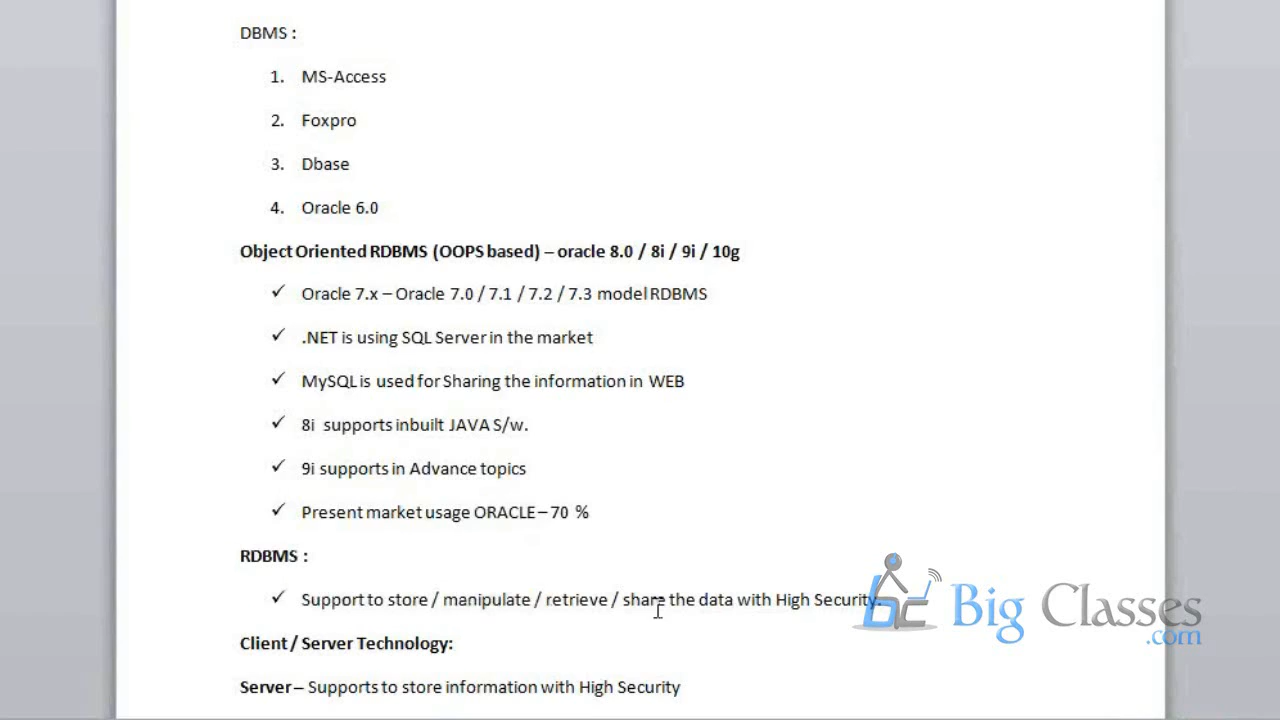 DBMS :
1. MS-Access
2. Foxpro
3. Dbase
4. Oracle 6.0
Object Oriented RDBMS (OOPS based) – oracle 8.0 / 8i / 9i / 10g
✓ Oracle 7.x – Oracle 7.0 / 7.1 / 7.2 / 7.3 model RDBMS
✓ .NET is using SQL Server in the market
✓ MySQL is used for Sharing the information in WEB
✓ 8i supports inbuilt JAVA S/w.
✓ 9i supports in Advance topics
✓ Present market usage ORACLE – 70 %
RDBMS :
✓ Support to store / manipulate / retrieve / share the data with High Security.
bc Big Classes
.com
Client / Server Technology:
Server – Supports to store information with High Security